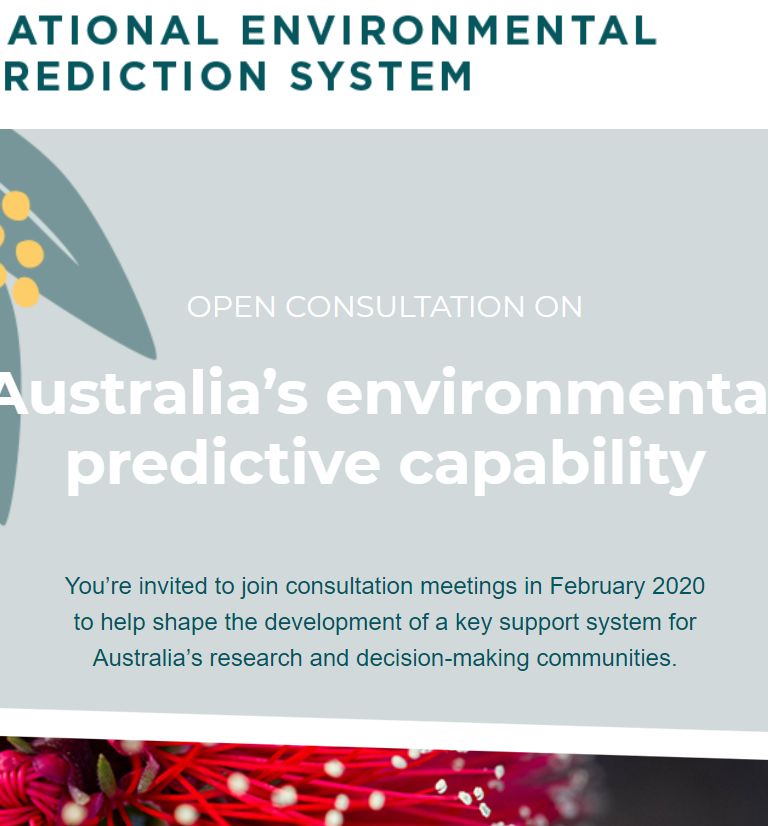 ATIONAL ENVIRONMENTAL
REDICTION SYSTEM
OPEN CONSULTATION ON
Australia’s environmenta
predictive capability
You’re invited to join consultation meetings in February 2020
to help shape the development of a key support system for
Australia’s research and decision-making communities.